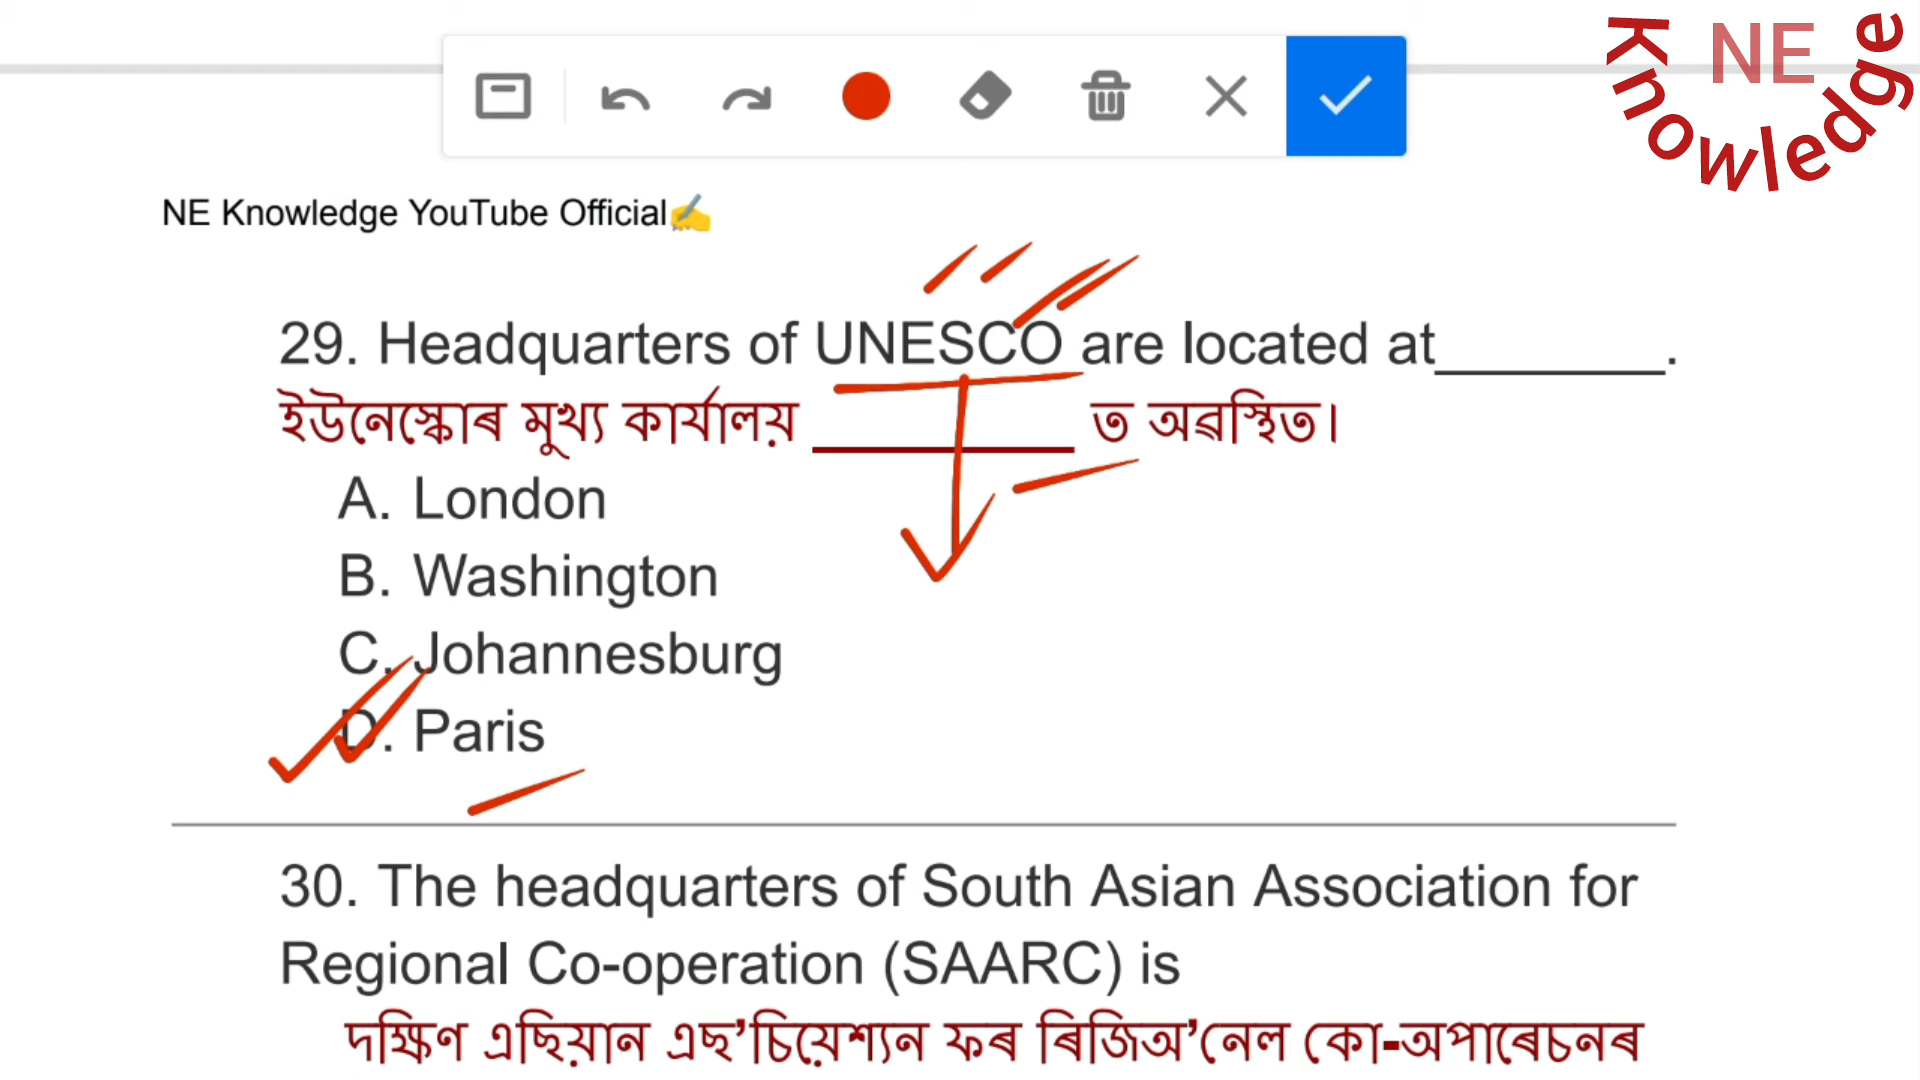 NE
Knowledge
NE Knowledge YouTube Official✍
29. Headquarters of UNESCO are located at________.
ইউনেস্কোৰ মুখ্য কাৰ্যালয় _________ ত অৱস্থিত।
A. London
B. Washington
C. Johannesburg
D. Paris
30. The headquarters of South Asian Association for
Regional Co-operation (SAARC) is
দক্ষিণ এছিয়ান এছ’চিয়েশ্যন ফৰ ৰিজিঅ’নেল কো-অপাৰেচনৰ